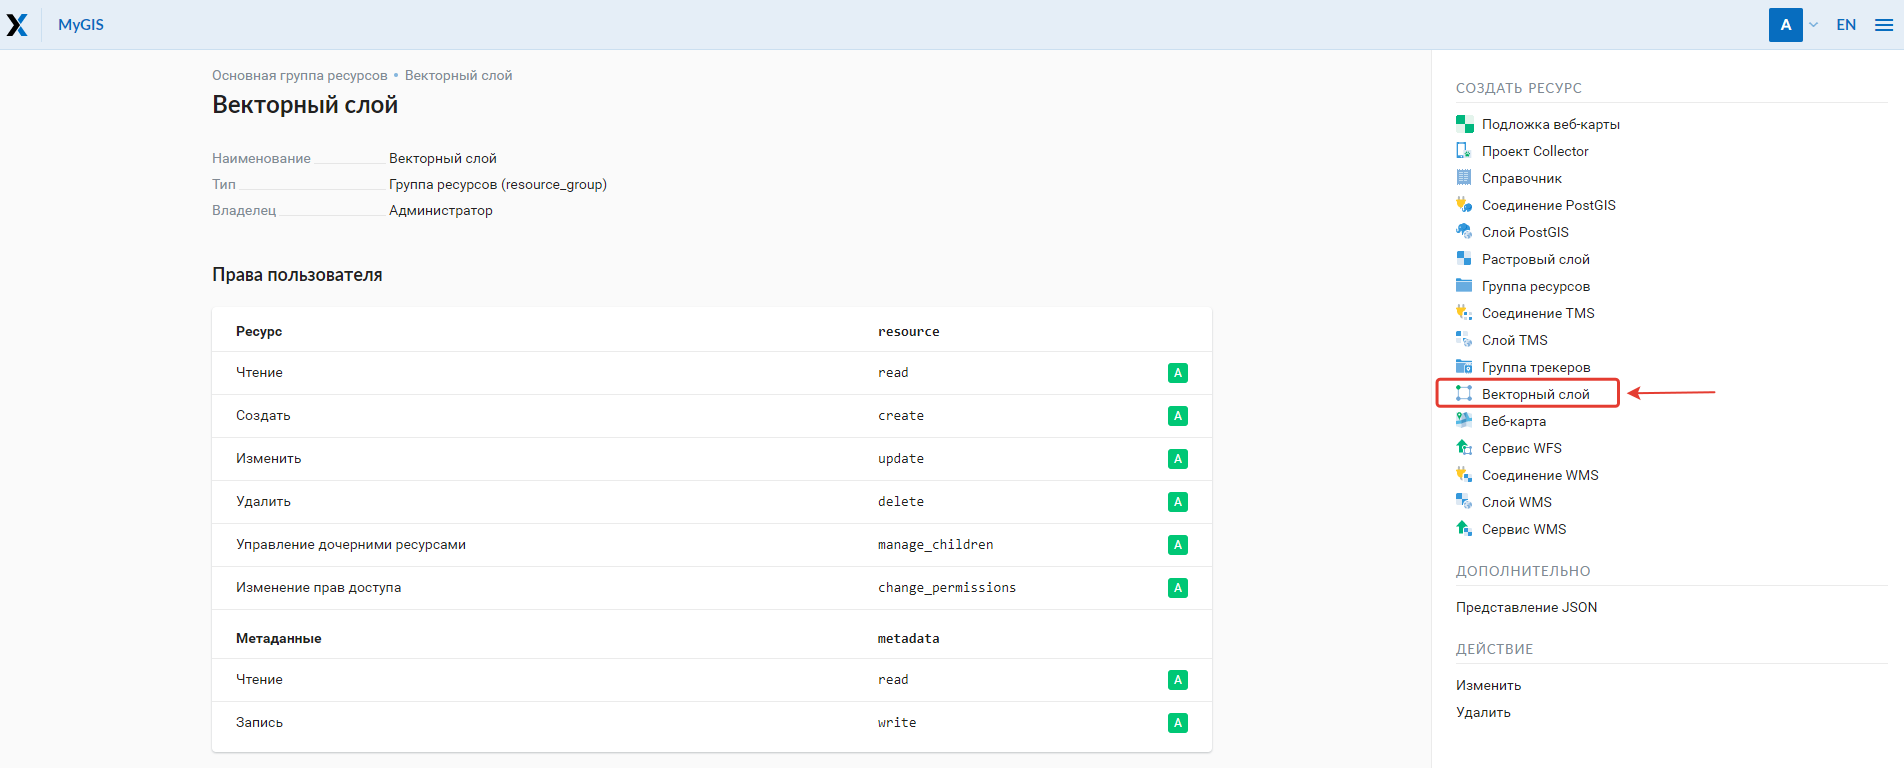 MyGIS
A
EN
Основная группа ресурсов • Векторный слой
Векторный слой
Наименование Векторный слой
Тип Группа ресурсов (resource_group)
Владелец Администратор
Права пользователя
Ресурс resource
Чтение read A
Создать create A
Изменить update A
Удалить delete A
Управление дочерними ресурсами manage_children A
Изменение прав доступа change_permissions A
Метаданные metadata
Чтение read A
Запись write A
СОЗДАТЬ РЕСУРС
Подложка веб-карты
Проект Collector
Справочник
Соединение PostGIS
Слой PostGIS
Растровый слой
Группа ресурсов
Соединение TMS
Слой TMS
Группа трекеров
Векторный слой
Веб-карта
Сервис WFS
Соединение WMS
Слой WMS
Сервис WMS
ДОПОЛНИТЕЛЬНО
Представление JSON
ДЕЙСТВИЕ
Изменить
Удалить